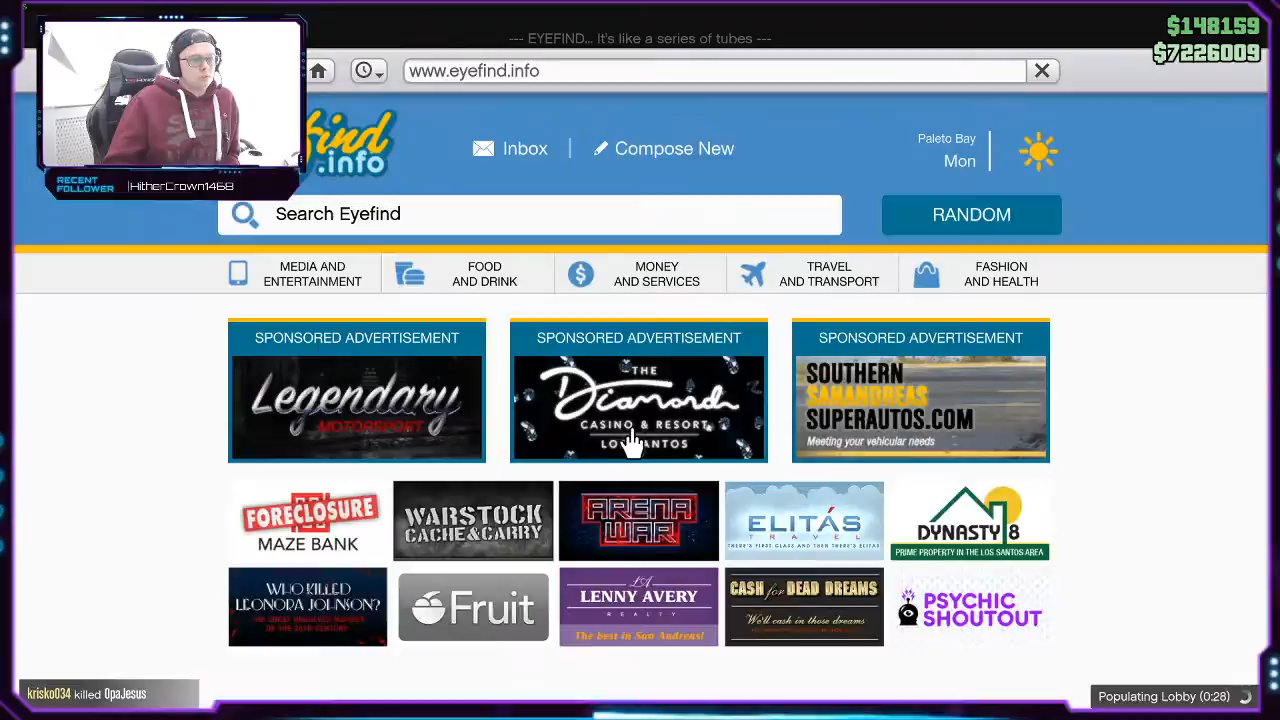 --- EYEFIND... It's like a series of tubes ---
$148159
$7226009
www.eyefind.info
find
.info
Inbox
Compose New
Paleto Bay
Mon
RECENT
FOLLOWER
HitherCrown1468
Search Eyefind
RANDOM
MEDIA AND
ENTERTAINMENT
FOOD
AND DRINK
MONEY
AND SERVICES
TRAVEL
AND TRANSPORT
FASHION
AND HEALTH
SPONSORED ADVERTISEMENT
Legendary
MOTORSPORT
SPONSORED ADVERTISEMENT
THE
Diamond
CASINO & RESORT
LOS SANTOS
SPONSORED ADVERTISEMENT
SOUTHERN
SANANDREAS
SUPERAUTOS.COM
Meeting your vehicular needs
FORECLOSURE
MAZE BANK
WARSTOCK
CACHE&CARRY
ARENA
WAR
ELITÁS
TRAVEL
THERE'S FIRST CLASS AND THEN THERE'S ELITAS
DYNASTY 8
PRIME PROPERTY IN THE LOS SANTOS AREA
WHO KILLED
LEONORA JOHNSON?
Fruit
LA
LENNY AVERY
REALTY
The best in San Andreas!
CASH for DEAD DREAMS
We'll cash in those dreams
PSYCHIC
SHOUTOUT
krisko034 killed OpaJesus
Populating Lobby (0:28)